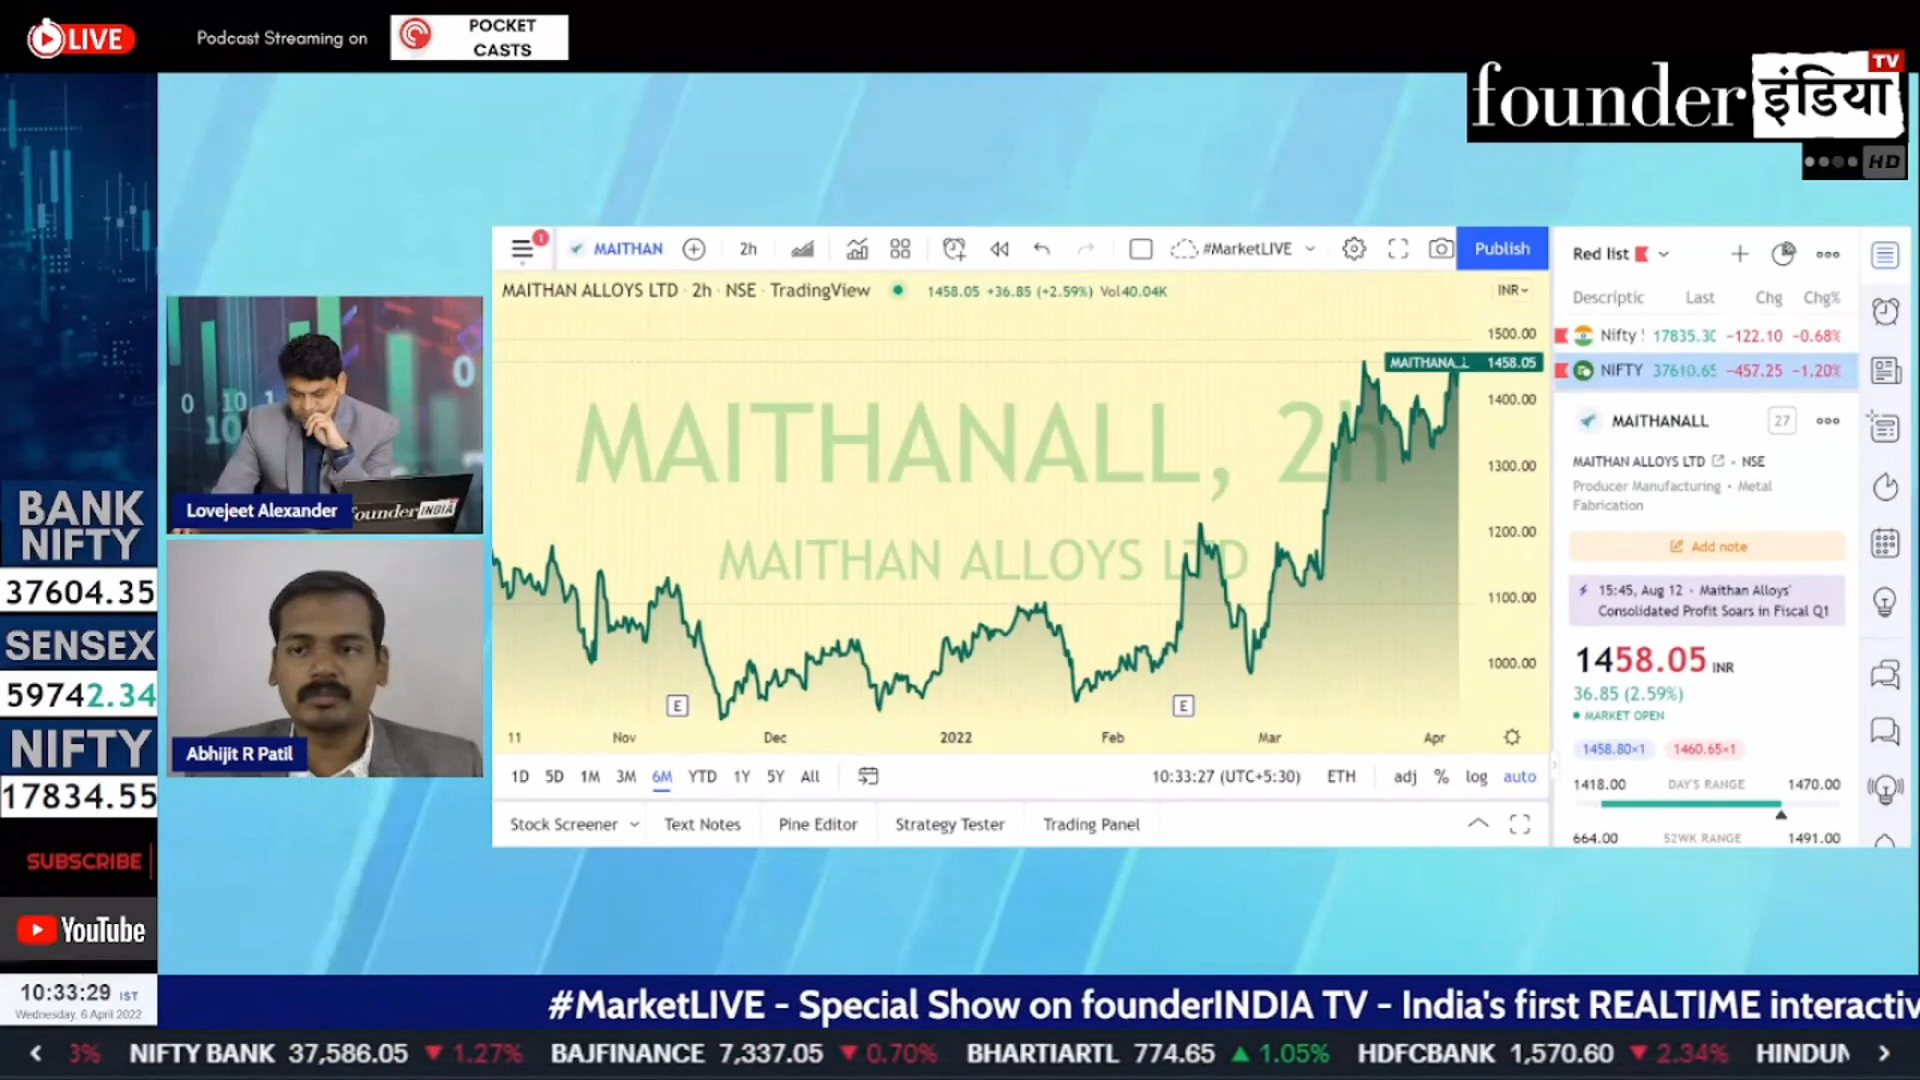 LIVE
Podcast Streaming on
POCKET
CASTS
founder इंडिया TV
HD
BANK
NIFTY
37604.35
SENSEX
59742.34
NIFTY
17834.55
SUBSCRIBE
YouTube
10:33:29 IST
Wednesday, 6 April 2022
founder INDIA
Lovejeet Alexander
Abhijit R Patil
1
MAITHAN
2h
#MarketLIVE
Publish
MAITHAN ALLOYS LTD · 2h · NSE · TradingView
1458.05 +36.85 (+2.59%) Vol40.04K
INR
MAITHANALL, 2h
MAITHAN ALLOYS LTD
1500.00
MAITHANA_L 1458.05
1400.00
1300.00
1200.00
1100.00
1000.00
E
E
11 Nov Dec 2022 Feb Mar Apr
1D 5D 1M 3M 6M YTD 1Y 5Y All
10:33:27 (UTC+5:30) ETH adj % log auto
Stock Screener Text Notes Pine Editor Strategy Tester Trading Panel
Red list
Descriptic Last Chg Chg%
Nifty 17835.30 −122.10 −0.68%
NIFTY 37610.65 −457.25 −1.20%
MAITHANALL 27
MAITHAN ALLOYS LTD • NSE
Producer Manufacturing • Metal
Fabrication
Add note
15:45, Aug 12 · Maithan Alloys'
Consolidated Profit Soars in Fiscal Q1
1458.05 INR
36.85 (2.59%)
MARKET OPEN
1458.80×1 1460.65×1
1418.00 DAY'S RANGE 1470.00
664.00 52WK RANGE 1491.00
#MarketLIVE - Special Show on founderINDIA TV - India's first REALTIME interactiv
3% NIFTY BANK 37,586.05 ▼ 1.27% BAJFINANCE 7,337.05 ▼ 0.70% BHARTIARTL 774.65 ▲ 1.05% HDFCBANK 1,570.60 ▼ 2.34% HINDUN